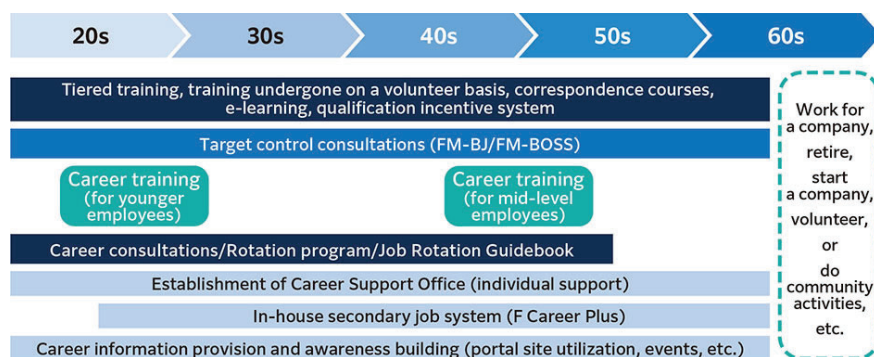 20s
30s
40s
50s
60s
Tiered training, training undergone on a volunteer basis, correspondence courses,
e-learning, qualification incentive system
Target control consultations (FM-BJ/FM-BOSS)
Career training
(for younger
employees)
Career training
(for mid-level
employees)
Career consultations/Rotation program/Job Rotation Guidebook
Establishment of Career Support Office (individual support)
In-house secondary job system (F Career Plus)
Career information provision and awareness building (portal site utilization, events, etc.)
Work for
a company,
retire,
start
a company,
volunteer,
or
do
community
activities,
etc.